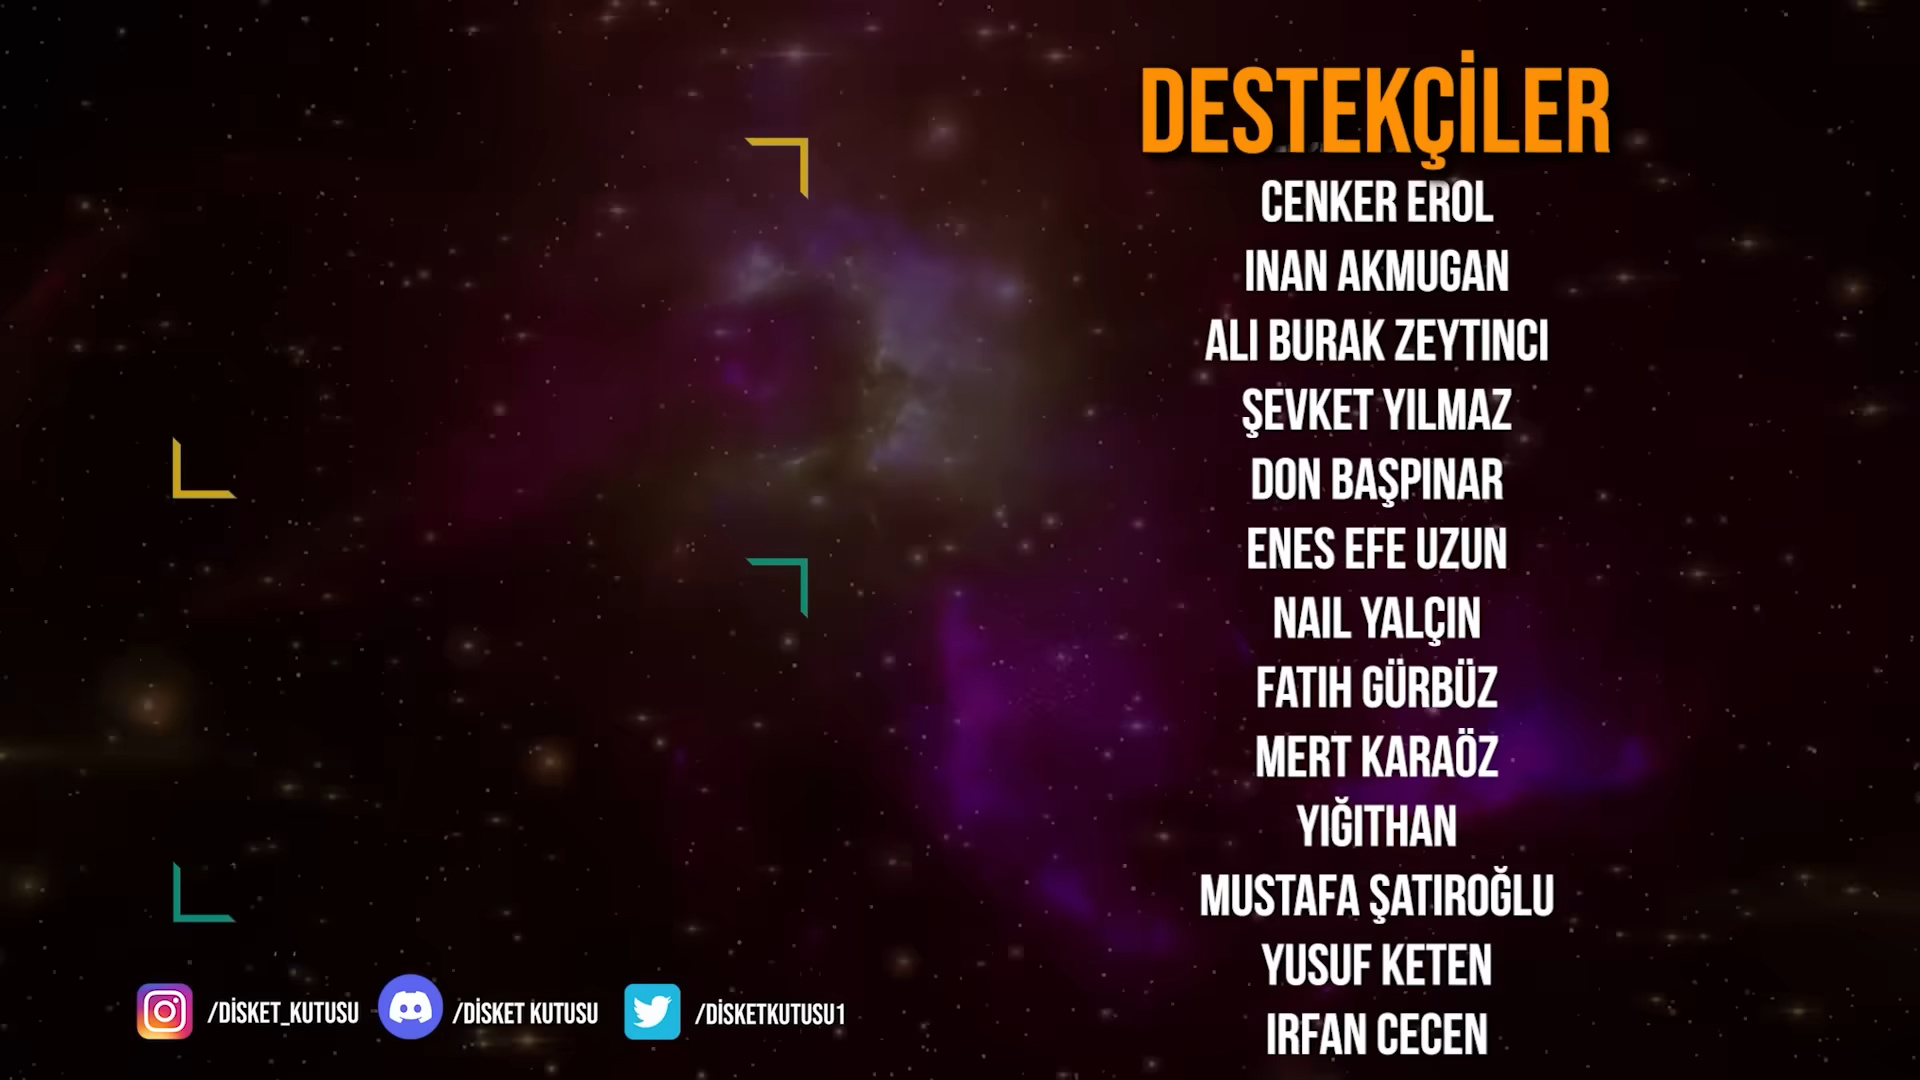 DESTEKÇİLER
CENKER EROL
INAN AKMUGAN
ALI BURAK ZEYTINCI
ŞEVKET YILMAZ
DON BAŞPINAR
ENES EFE UZUN
NAIL YALÇIN
FATIH GÜRBÜZ
MERT KARAÖZ
YIĞITHAN
MUSTAFA ŞATIROĞLU
YUSUF KETEN
IRFAN CECEN
/DİSKET_KUTUSU
/DİSKET KUTUSU
/DİSKETKUTUSU1